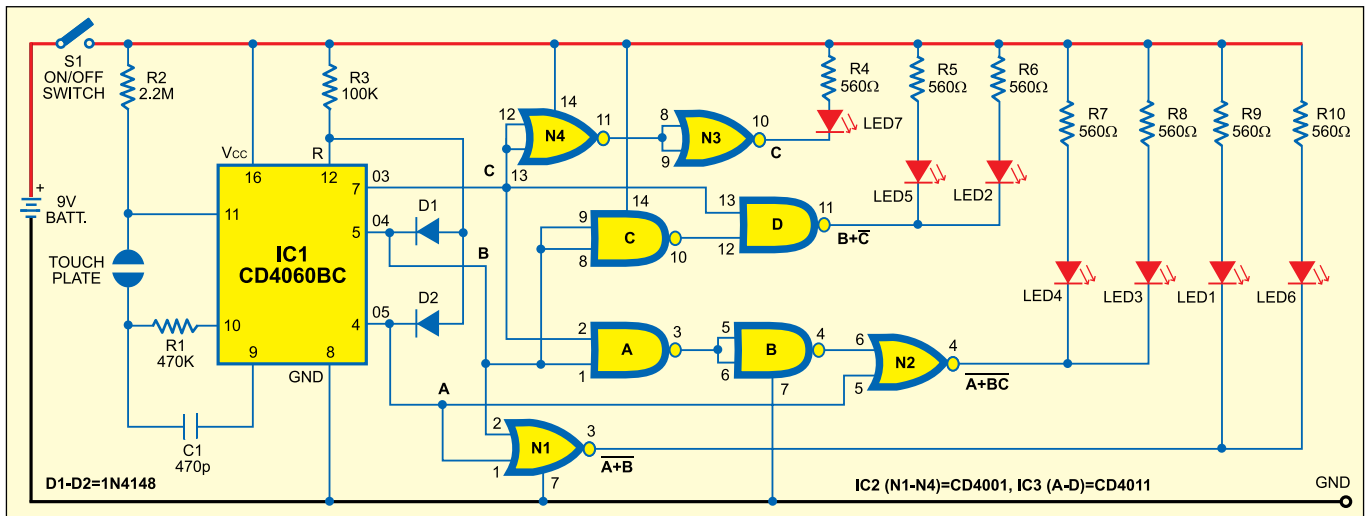 S1
ON/OFF
SWITCH
R2
2.2M
R3
100K
R4
560Ω
LED7
R5
560Ω
LED5
R6
560Ω
LED2
R7
560Ω
LED4
R8
560Ω
LED3
R9
560Ω
LED1
R10
560Ω
LED6
+
9V
BATT.
TOUCH
PLATE
R1
470K
C1
470p
VCC
R
16
12
11
10
9
8
GND
7
5
4
IC1
CD4060BC
03
04
05
D1
D2
C
B
A
12
13
14
N4
11
8
9
N3
10
C
14
9
8
C
10
13
12
D
11
B+C̅
2
1
A
3
5
6
B
4
7
6
5
N2
4
A̅+̅B̅C̅
2
1
N1
3
7
A̅+̅B̅
D1-D2=1N4148
IC2 (N1-N4)=CD4001, IC3 (A-D)=CD4011
GND